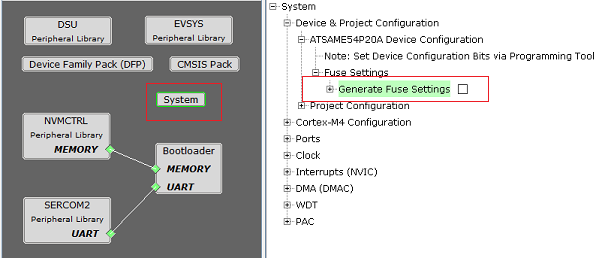 DSU
Peripheral Library
EVSYS
Peripheral Library
Device Family Pack (DFP)
CMSIS Pack
System
NVMCTRL
Peripheral Library
MEMORY
Bootloader
MEMORY
UART
SERCOM2
Peripheral Library
UART
System
Device & Project Configuration
ATSAME54P20A Device Configuration
Note: Set Device Configuration Bits via Programming Tool
Fuse Settings
Generate Fuse Settings
Project Configuration
Cortex-M4 Configuration
Ports
Clock
Interrupts (NVIC)
DMA (DMAC)
WDT
PAC